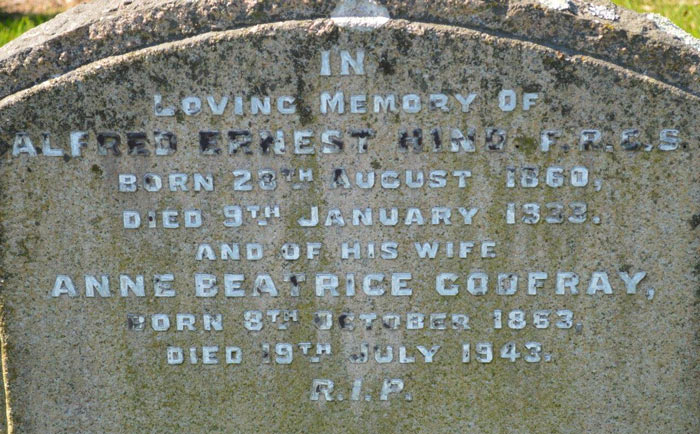 IN
LOVING MEMORY OF
ALFRED ERNEST HIND F.R.C.S.
BORN 28TH AUGUST 1860,
DIED 9TH JANUARY 1933.
AND OF HIS WIFE
ANNE BEATRICE GODFRAY,
BORN 8TH OCTOBER 1863,
DIED 19TH JULY 1943.
R.I.P.